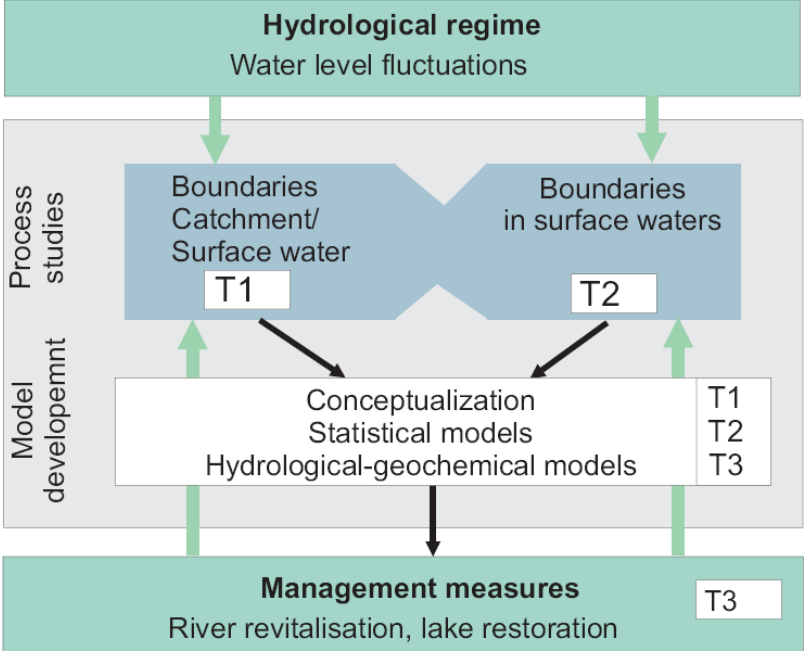 Hydrological regime
Water level fluctuations
Process
studies
Boundaries
Catchment/
Surface water
T1
Boundaries
in surface waters
T2
Model
developemnt
Conceptualization
Statistical models
Hydrological-geochemical models
T1
T2
T3
Management measures
River revitalisation, lake restoration
T3